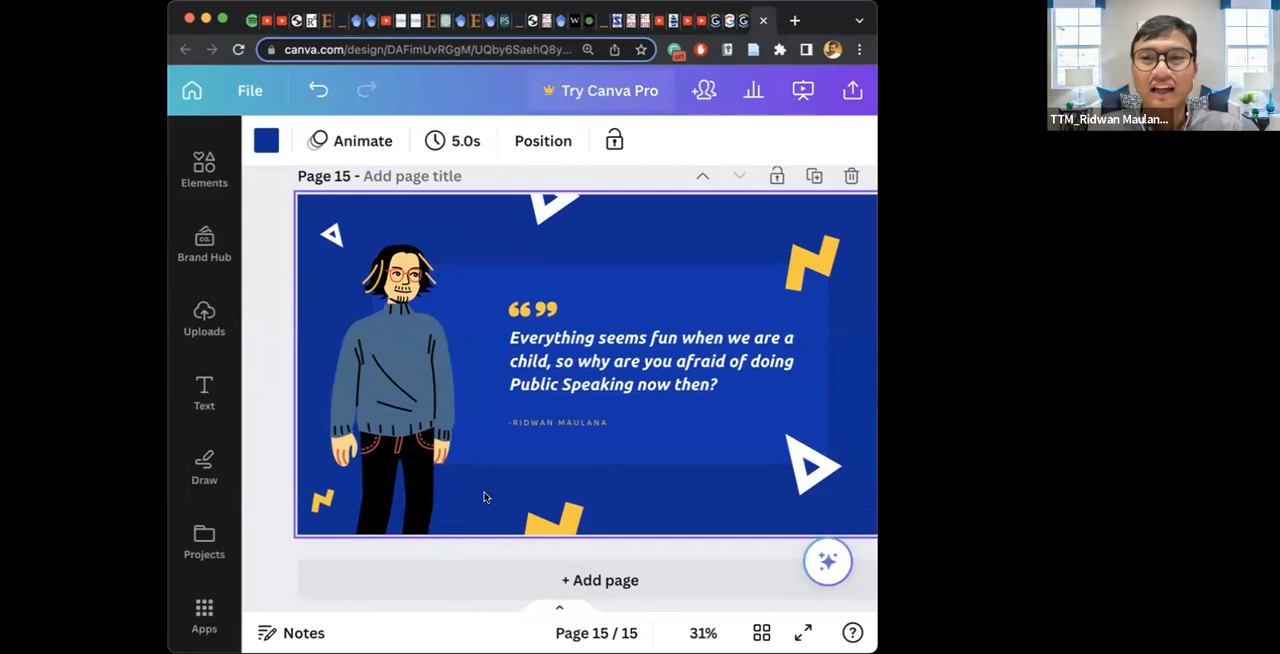 canva.com/design/DAFimUvRGgM/UQby6SaehQ8y...
File
Try Canva Pro
Animate
5.0s
Position
Page 15 - Add page title
Elements
Brand Hub
Uploads
Text
Draw
Projects
Apps
Everything seems fun when we are a
child, so why are you afraid of doing
Public Speaking now then?
-RIDWAN MAULANA
+ Add page
Notes
Page 15 / 15
31%
TTM_Ridwan Maulan...